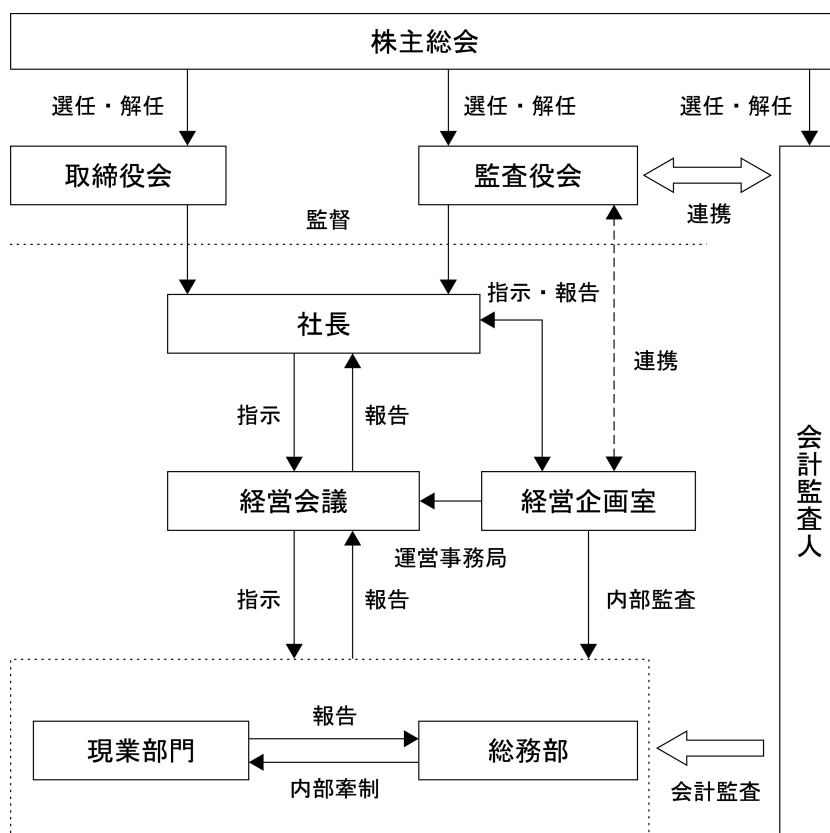 株主総会
選任・解任
選任・解任
選任・解任
取締役会
監査役会
連携
監督
社長
指示・報告
連携
指示
報告
会計監査人
経営会議
経営企画室
運営事務局
指示
報告
内部監査
報告
現業部門
総務部
内部牽制
会計監査